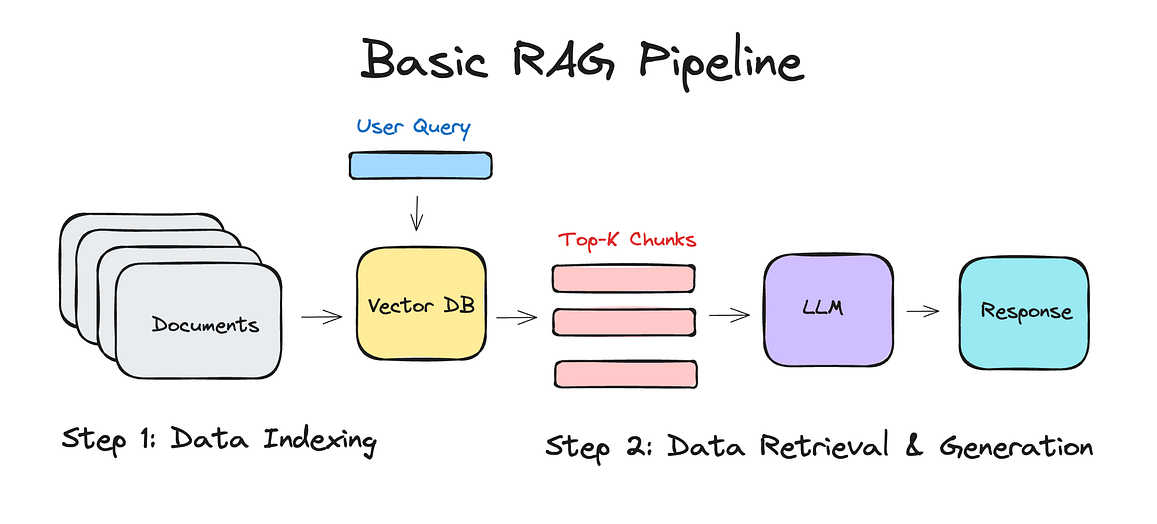 Basic RAG Pipeline
User Query
Top-K Chunks
Documents
Vector DB
LLM
Response
Step 1: Data Indexing
Step 2: Data Retrieval & Generation